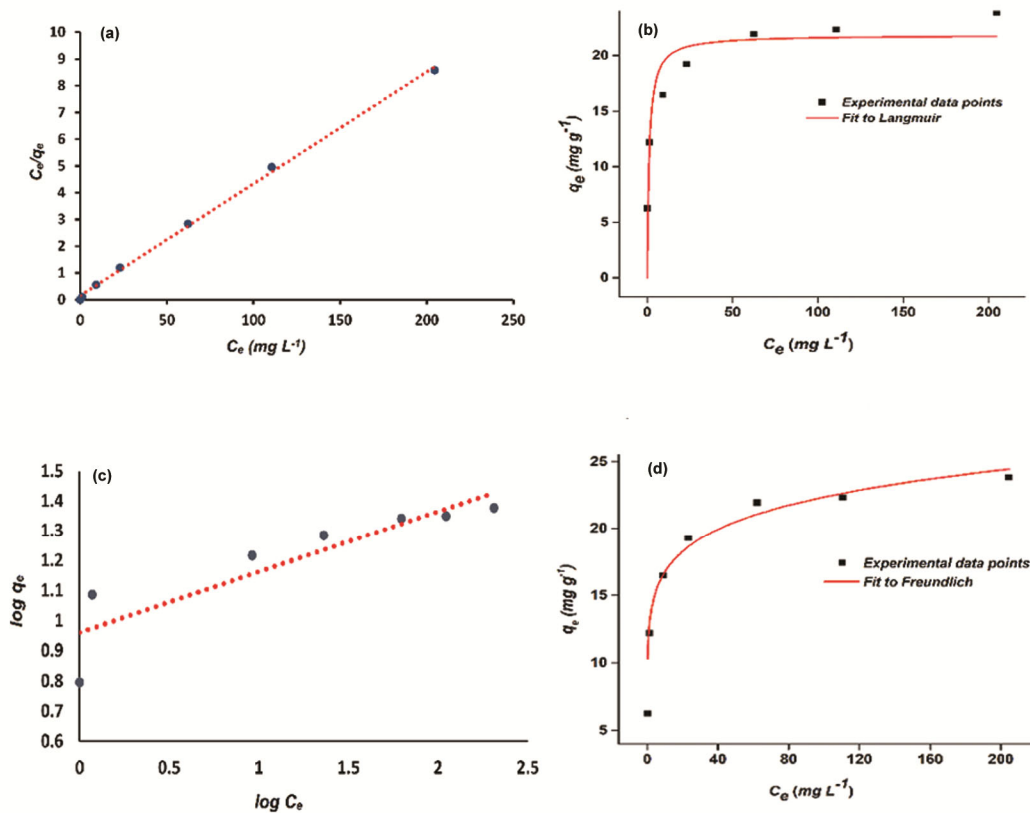 (a)
10
9
8
7
6
5
4
3
2
1
0
Ce/qe
0 50 100 150 200 250
Ce (mg L-1)
(b)
20
15
10
5
0
qe (mg g-1)
Experimental data points
Fit to Langmuir
0 50 100 150 200
Ce (mg L-1)
(c)
1.5
1.4
1.3
1.2
1.1
1
0.9
0.8
0.7
0.6
log qe
0 0.5 1 1.5 2 2.5
log Ce
(d)
25
20
15
10
5
qe (mg g-1)
Experimental data points
Fit to Freundlich
0 40 80 120 160 200
Ce (mg L-1)